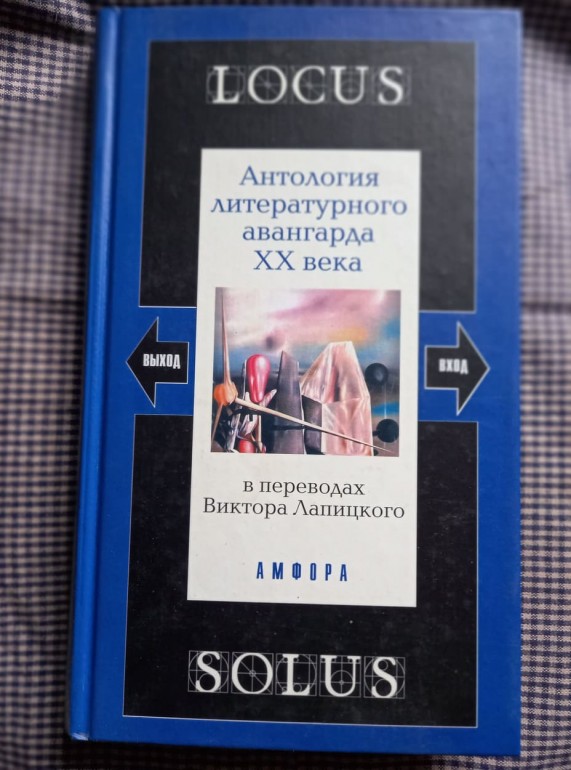 LOCUS
Антология
литературного
авангарда
XX века
ВЫХОД
ВХОД
в переводах
Виктора Лапицкого
АМФОРА
SOLUS